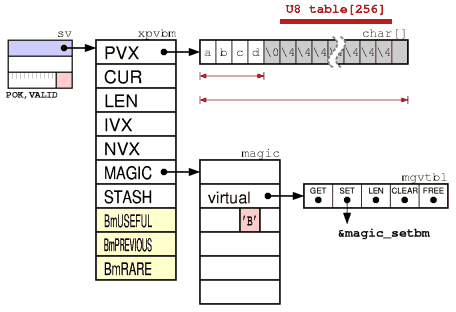 U8 table[256]
sv
xpvbm
char[]
PVX
a b c d \0 \4 \4 \4 \4 \4 \4
CUR
POK,VALID
LEN
IVX
NVX
magic
MAGIC
mgvtbl
STASH
virtual
GET SET LEN CLEAR FREE
BmUSEFUL
'B'
&magic_setbm
BmPREVIOUS
BmRARE